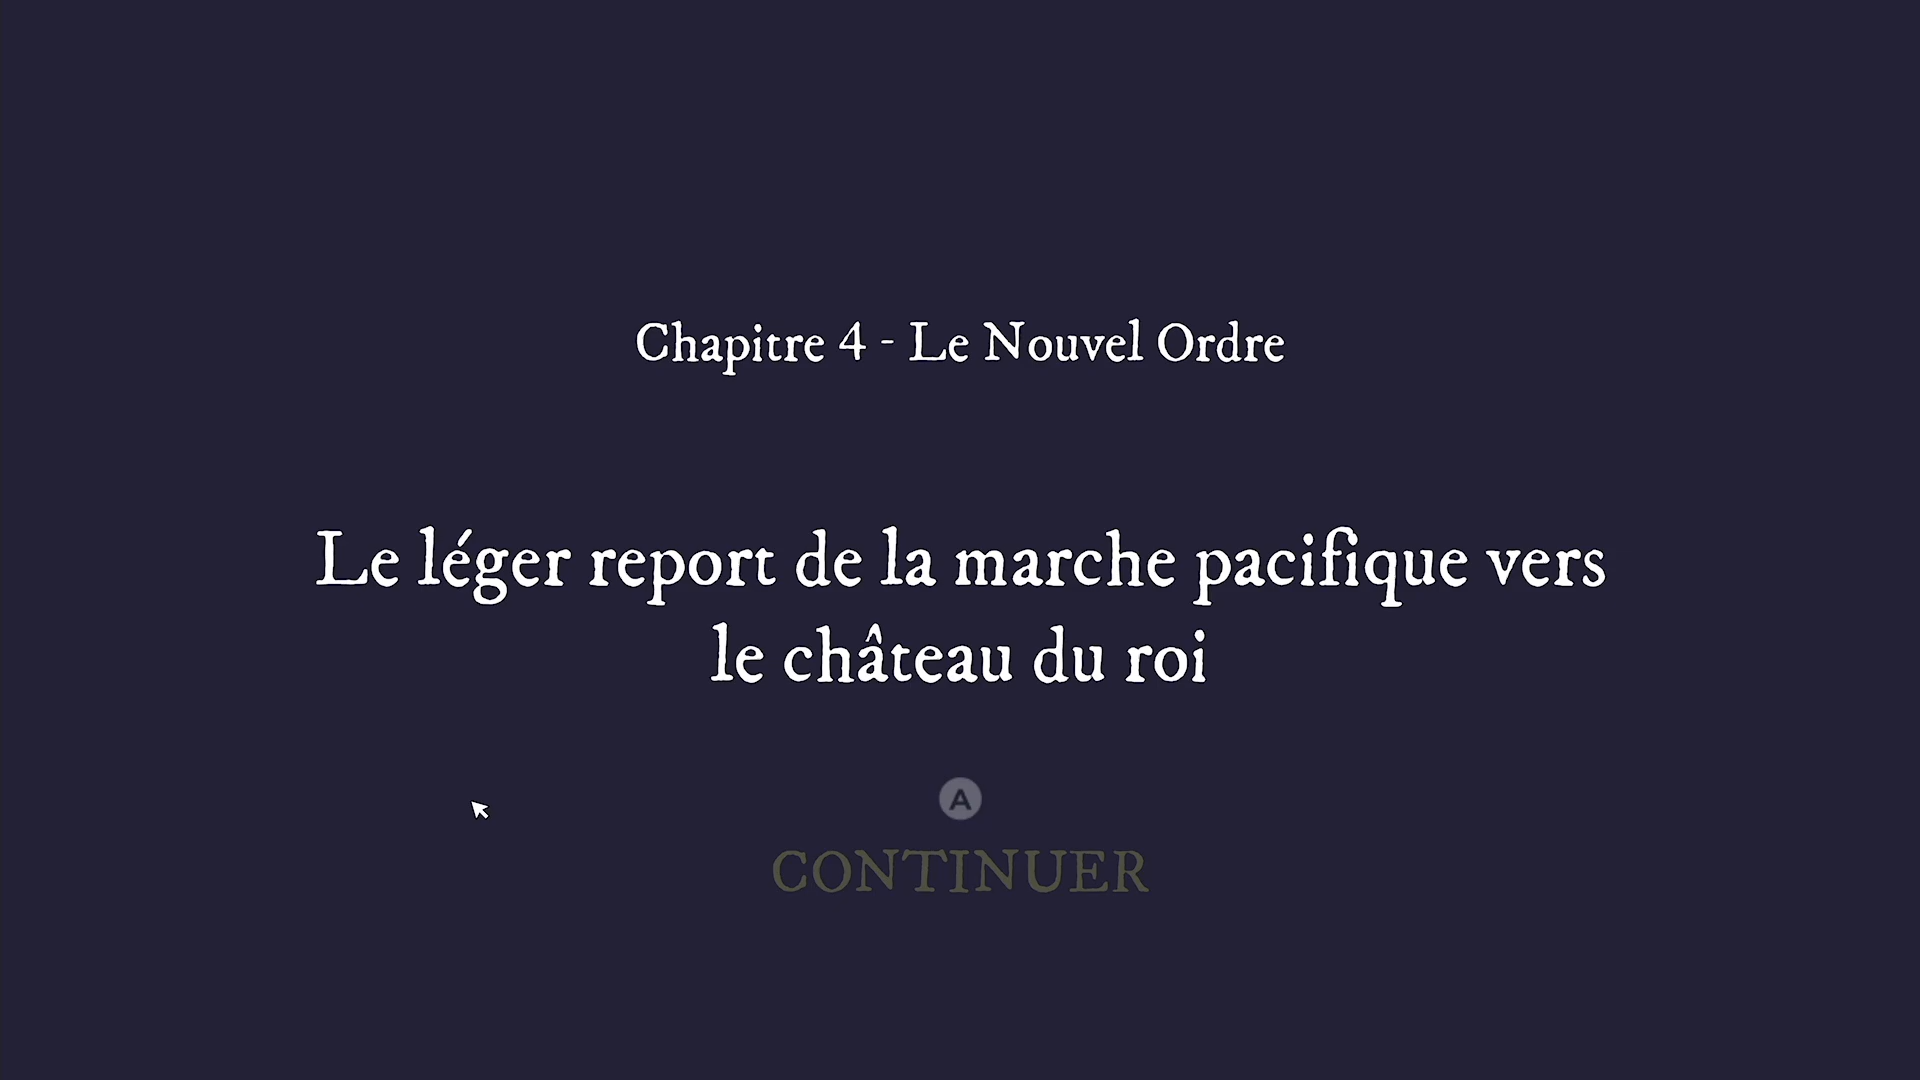 Chapitre 4 - Le Nouvel Ordre
Le léger report de la marche pacifique vers
le château du roi
A
CONTINUER